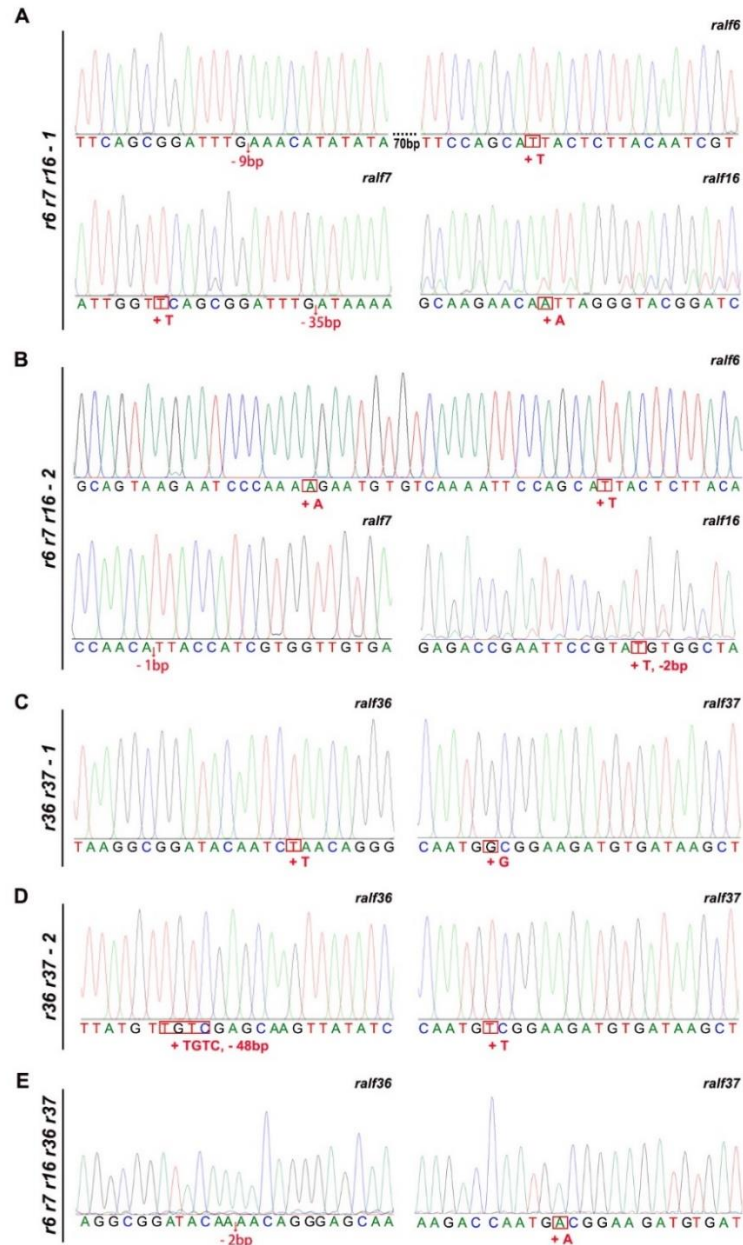 A
r6 r7 r16 - 1
ralf6
TTCAGCGGATTTGAAACATATATA
70bp
TTCCAGCATTACTCTTACAATCGT
- 9bp
+ T
ralf7
ralf16
ATTGGTTCAGCGGATTTGATAAAA
GCAAGAACAATTAGGGTACGGATC
+ T
- 35bp
+ A
B
r6 r7 r16 - 2
ralf6
GCAGTAAGAATCCCAAAAGAATGTGTCAAAATTCCAGCATTACTCTTACA
+ A
+ T
ralf7
ralf16
CCAACATTACCATCGTGGTTGTGA
GAGACCGAATTCCGTATGTGGCTA
- 1bp
+ T, -2bp
C
r36 r37 - 1
ralf36
ralf37
TAAGGCGGATACAATCTAACAGGG
CAATGGCGGAAGATGTGATAAGCT
+ T
+ G
D
r36 r37 - 2
ralf36
ralf37
TTATGTTGTCGAGCAAGTTATATC
CAATGTCGGAAGATGTGATAAGCT
+ TGTC, - 48bp
+ T
E
r6 r7 r16 r36 r37
ralf36
ralf37
AGGCGGATACAAAACAGGGAGCAA
AAGACCAATGACGGAAGATGTGAT
- 2bp
+ A